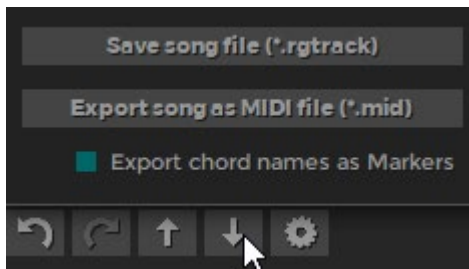 Save song file (*.rgtrack)
Export song as MIDI file (*.mid)
Export chord names as Markers